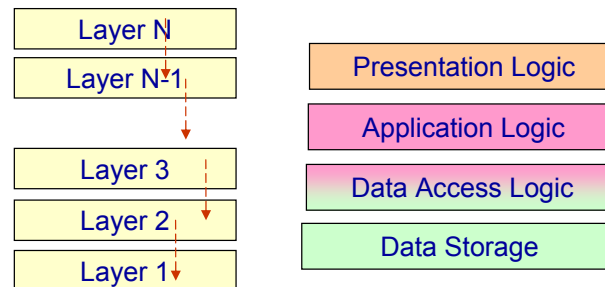 Layer N
Layer N-1
Layer 3
Layer 2
Layer 1
Presentation Logic
Application Logic
Data Access Logic
Data Storage